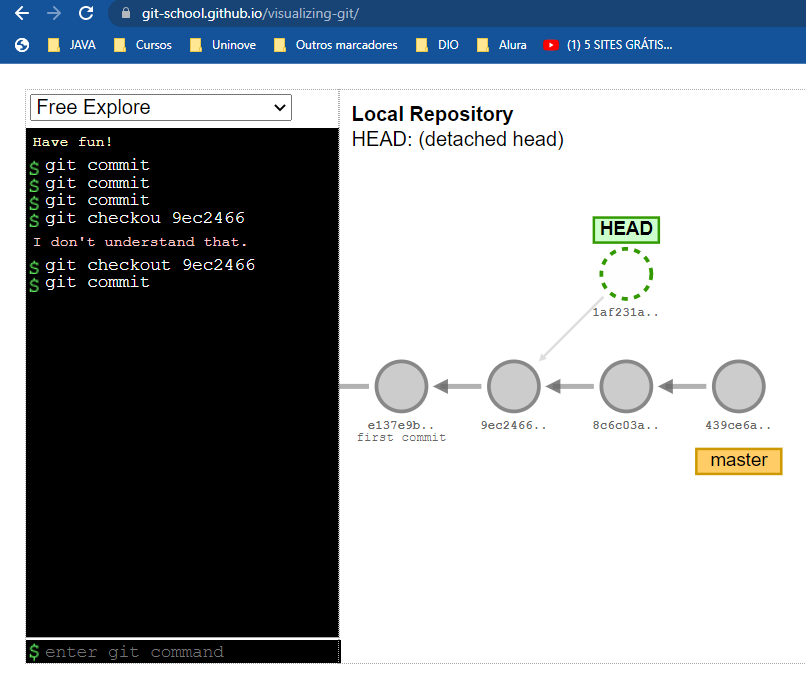 git-school.github.io/visualizing-git/
JAVA Cursos Uninove Outros marcadores DIO Alura (1) 5 SITES GRÁTIS...
Free Explore
Have fun!
$ git commit
$ git commit
$ git commit
$ git checkou 9ec2466
I don't understand that.
$ git checkout 9ec2466
$ git commit
$ enter git command
Local Repository
HEAD: (detached head)
HEAD
1af231a..
e137e9b.. 9ec2466.. 8c6c03a.. 439ce6a..
first commit
master